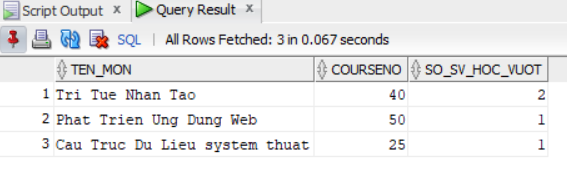 Script Output x Query Result x
SQL | All Rows Fetched: 3 in 0.067 seconds
TEN_MON COURSENO SO_SV_HOC_VUOT
1 Tri Tue Nhan Tao 40 2
2 Phat Trien Ung Dung Web 50 1
3 Cau Truc Du Lieu system thuat 25 1